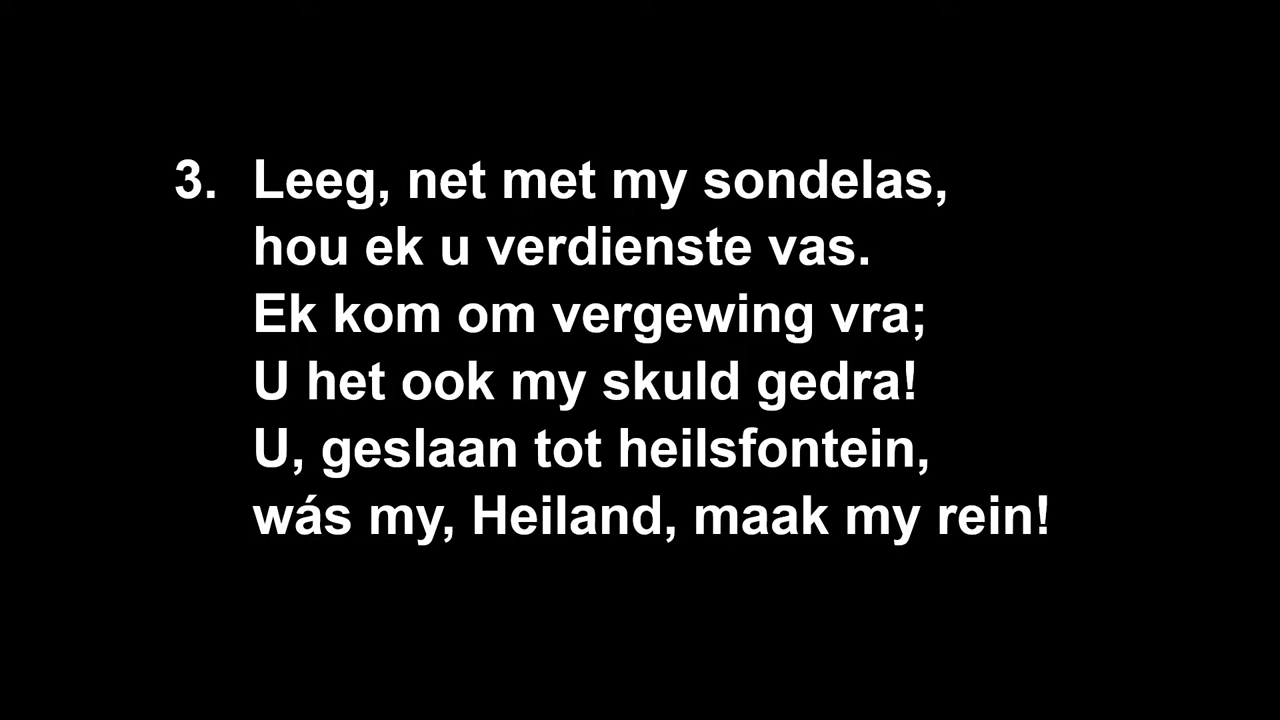 3. Leeg, net met my sondelas,
hou ek u verdienste vas.
Ek kom om vergewing vra;
U het ook my skuld gedra!
U, geslaan tot heilsfontein,
wás my, Heiland, maak my rein!